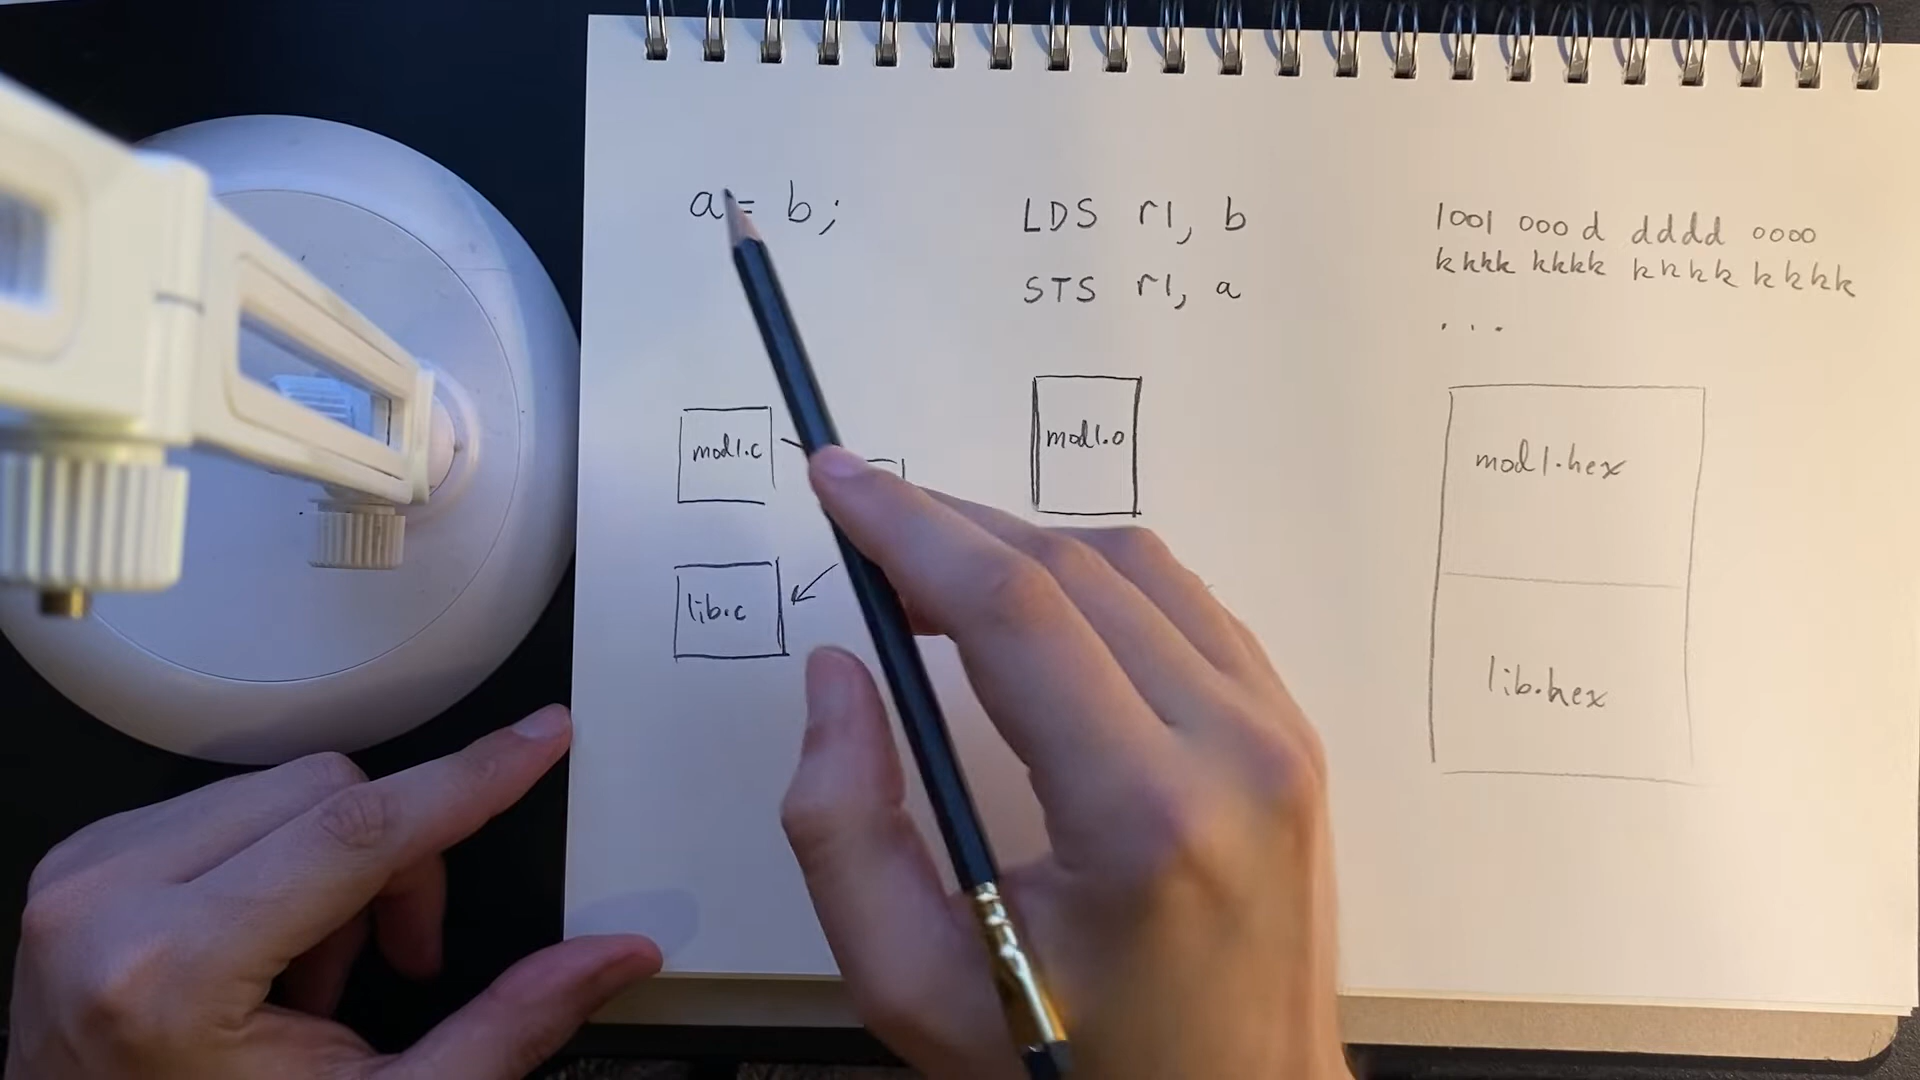 a = b;
LDS r1, b
STS r1, a
1001 000d dddd 0000
kkkk kkkk kkkk kkkk
...
mod1.c
lib.c
mod1.o
mod1.hex
lib.hex